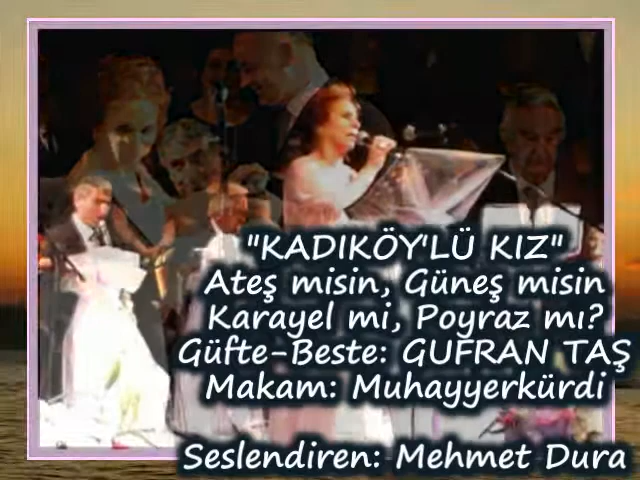 "KADIKÖY'LÜ KIZ"
Ateş misin, Güneş misin
Karayel mi, Poyraz mı?
Güfte-Beste: GUFRAN TAŞ
Makam: Muhayyerkürdi
Seslendiren: Mehmet Dura